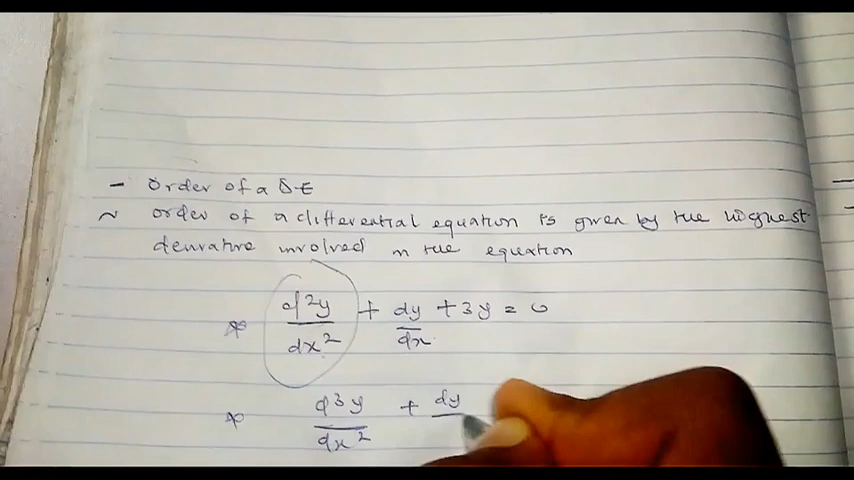 - Order of a DE
~ order of a differential equation is given by the highest
derivative involved in the equation
* d²y/dx² + dy/dx + 3y = 0
* d³y/dx² + dy